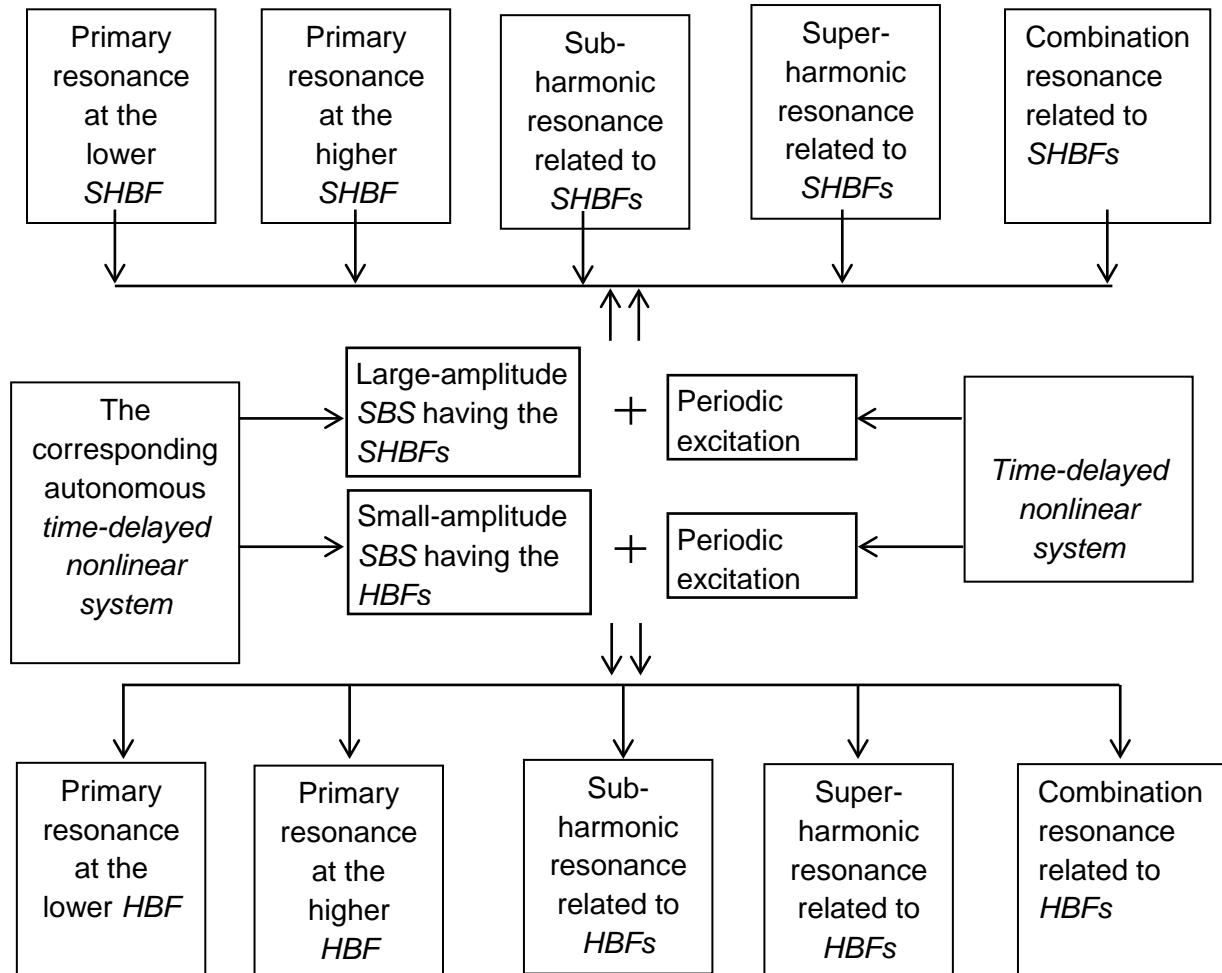 Primary
resonance
at the
lower
SHBF
Primary
resonance
at the
higher
SHBF
Sub-
harmonic
resonance
related to
SHBFs
Super-
harmonic
resonance
related to
SHBFs
Combination
resonance
related to
SHBFs
The
corresponding
autonomous
time-delayed
nonlinear
system
Large-amplitude
SBS having the
SHBFs
+
Periodic
excitation
Small-amplitude
SBS having the
HBFs
+
Periodic
excitation
Time-delayed
nonlinear
system
Primary
resonance
at the
lower HBF
Primary
resonance
at the
higher
HBF
Sub-
harmonic
resonance
related to
HBFs
Super-
harmonic
resonance
related to
HBFs
Combination
resonance
related to
HBFs